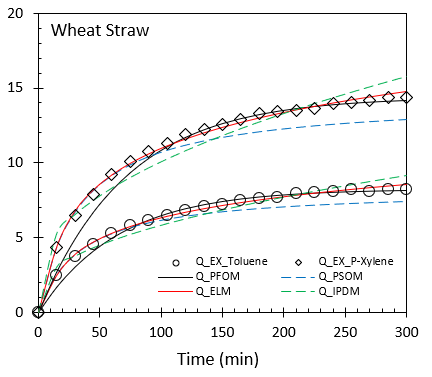 20
Wheat Straw
15
10
5
Q_EX_Toluene Q_EX_P-Xylene
Q_PFOM Q_PSOM
Q_ELM Q_IPDM
0
0 50 100 150 200 250 300
Time (min)